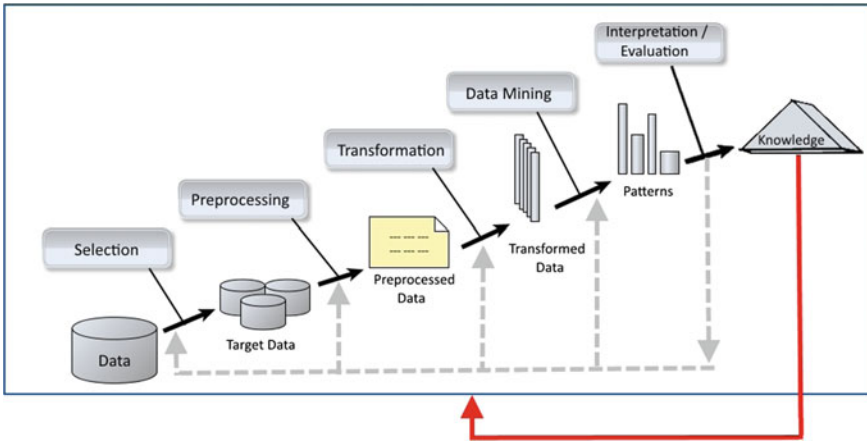 Interpretation /
Evaluation
Data Mining
Knowledge
Transformation
Patterns
Preprocessing
Transformed
Data
Selection
Preprocessed
Data
Target Data
Data